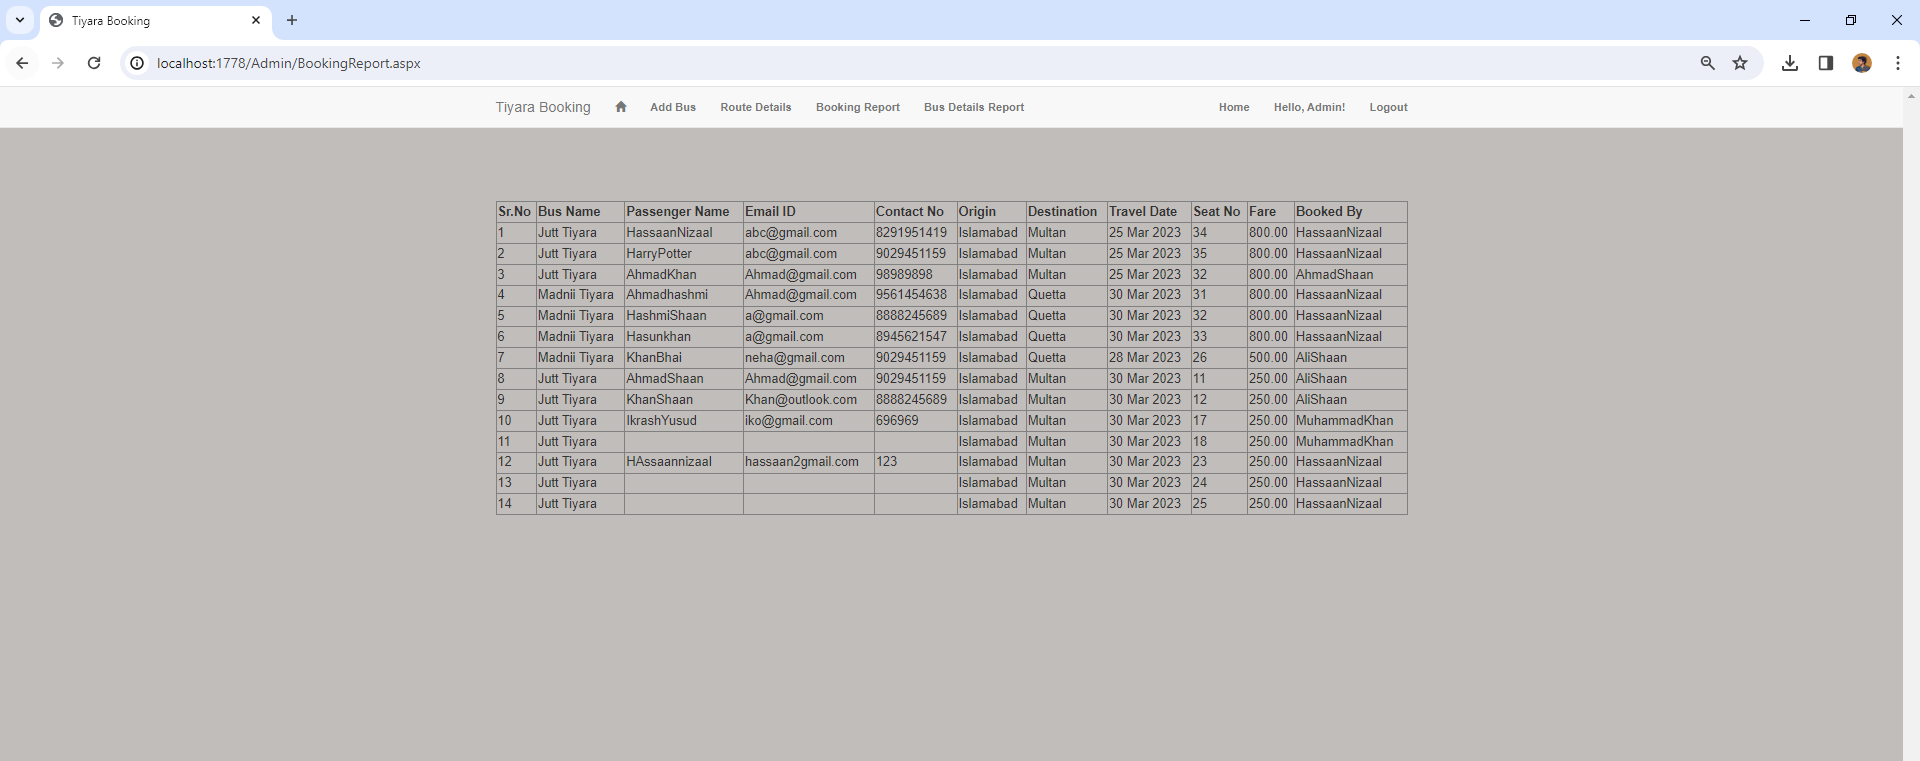 Tiyara Booking
localhost:1778/Admin/BookingReport.aspx
Tiyara Booking Add Bus Route Details Booking Report Bus Details Report Home Hello, Admin! Logout
Sr.No Bus Name Passenger Name Email ID Contact No Origin Destination Travel Date Seat No Fare Booked By
1 Jutt Tiyara HassaanNizaal abc@gmail.com 8291951419 Islamabad Multan 25 Mar 2023 34 800.00 HassaanNizaal
2 Jutt Tiyara HarryPotter abc@gmail.com 9029451159 Islamabad Multan 25 Mar 2023 35 800.00 HassaanNizaal
3 Jutt Tiyara AhmadKhan Ahmad@gmail.com 98989898 Islamabad Multan 25 Mar 2023 32 800.00 AhmadShaan
4 Madnii Tiyara Ahmadhashmi Ahmad@gmail.com 9561454638 Islamabad Quetta 30 Mar 2023 31 800.00 HassaanNizaal
5 Madnii Tiyara HashmiShaan a@gmail.com 8888245689 Islamabad Quetta 30 Mar 2023 32 800.00 HassaanNizaal
6 Madnii Tiyara Hasunkhan a@gmail.com 8945621547 Islamabad Quetta 30 Mar 2023 33 800.00 HassaanNizaal
7 Madnii Tiyara KhanBhai neha@gmail.com 9029451159 Islamabad Quetta 28 Mar 2023 26 500.00 AliShaan
8 Jutt Tiyara AhmadShaan Ahmad@gmail.com 9029451159 Islamabad Multan 30 Mar 2023 11 250.00 AliShaan
9 Jutt Tiyara KhanShaan Khan@outlook.com 8888245689 Islamabad Multan 30 Mar 2023 12 250.00 AliShaan
10 Jutt Tiyara IkrashYusud iko@gmail.com 696969 Islamabad Multan 30 Mar 2023 17 250.00 MuhammadKhan
11 Jutt Tiyara Islamabad Multan 30 Mar 2023 18 250.00 MuhammadKhan
12 Jutt Tiyara HAssaannizaal hassaan2gmail.com 123 Islamabad Multan 30 Mar 2023 23 250.00 HassaanNizaal
13 Jutt Tiyara Islamabad Multan 30 Mar 2023 24 250.00 HassaanNizaal
14 Jutt Tiyara Islamabad Multan 30 Mar 2023 25 250.00 HassaanNizaal